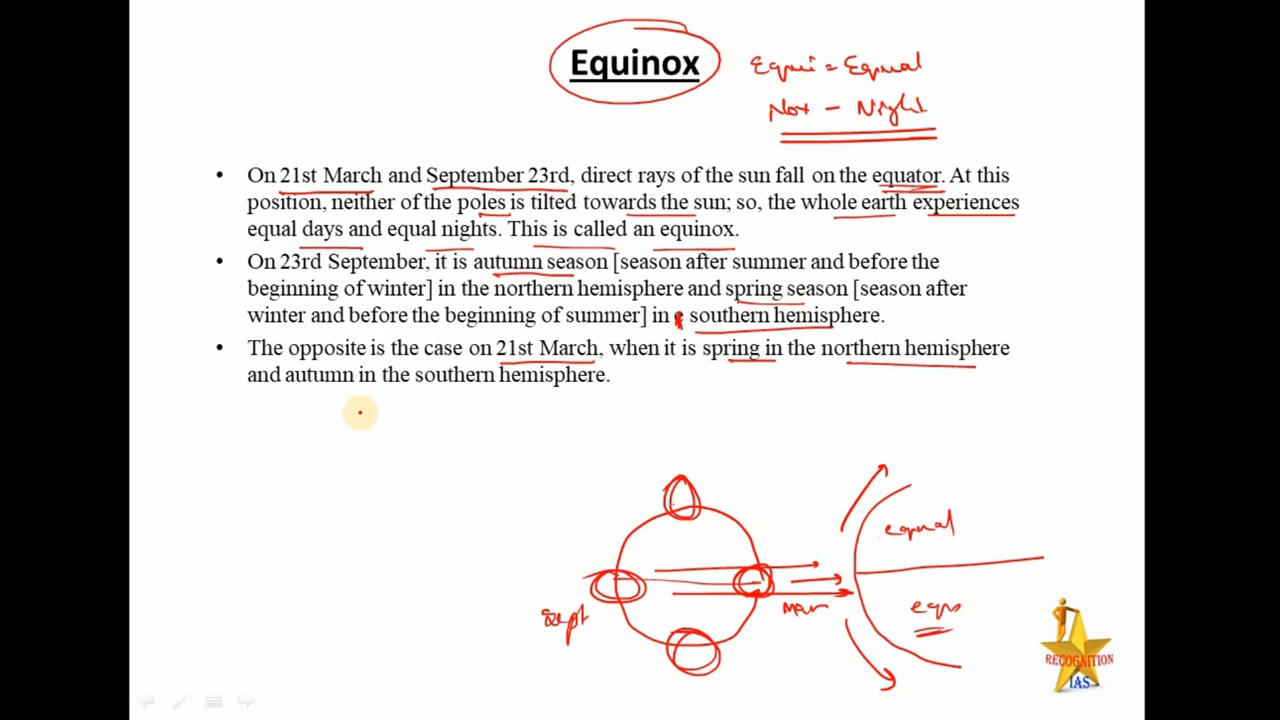 Equinox
Equi = Equal
Nox - Night
• On 21st March and September 23rd, direct rays of the sun fall on the equator. At this
position, neither of the poles is tilted towards the sun; so, the whole earth experiences
equal days and equal nights. This is called an equinox.
• On 23rd September, it is autumn season [season after summer and before the
beginning of winter] in the northern hemisphere and spring season [season after
winter and before the beginning of summer] in southern hemisphere.
• The opposite is the case on 21st March, when it is spring in the northern hemisphere
and autumn in the southern hemisphere.
equal
Sept
Mar
RECOGNITION
IAS